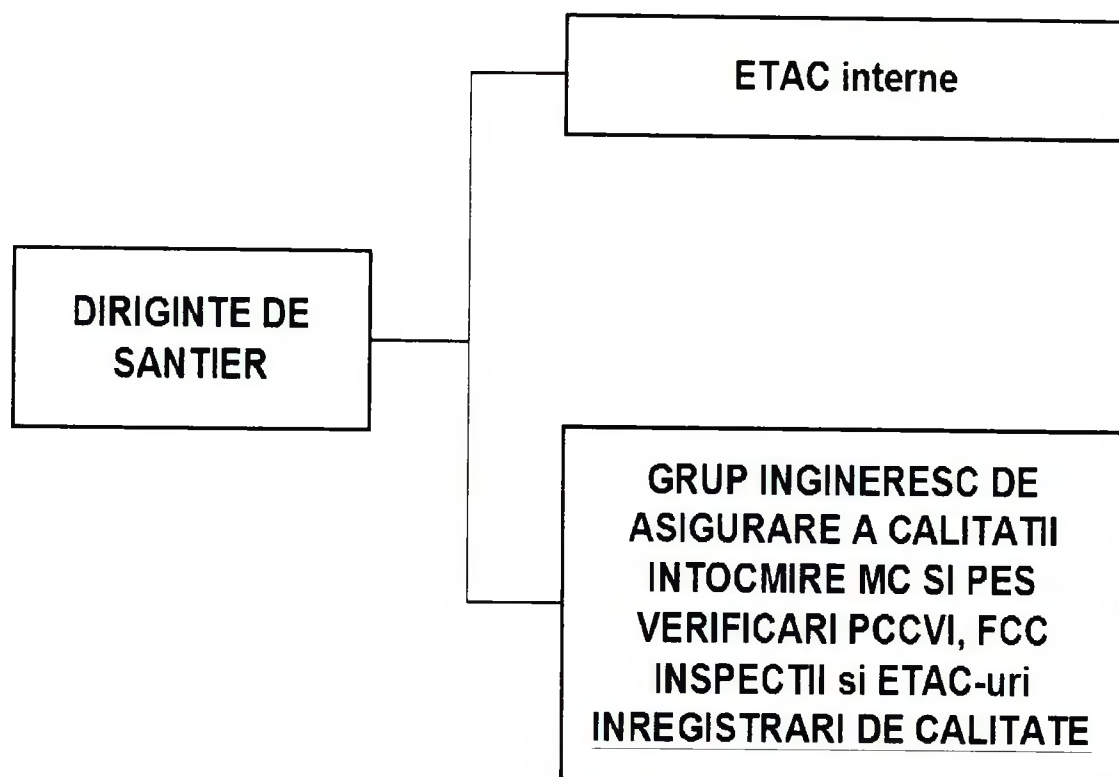 ETAC interne
DIRIGINTE DE
SANTIER
GRUP INGINERESC DE
ASIGURARE A CALITATII
INTOCMIRE MC SI PES
VERIFICARI PCCVI, FCC
INSPECTII si ETAC-uri
INREGISTRARI DE CALITATE